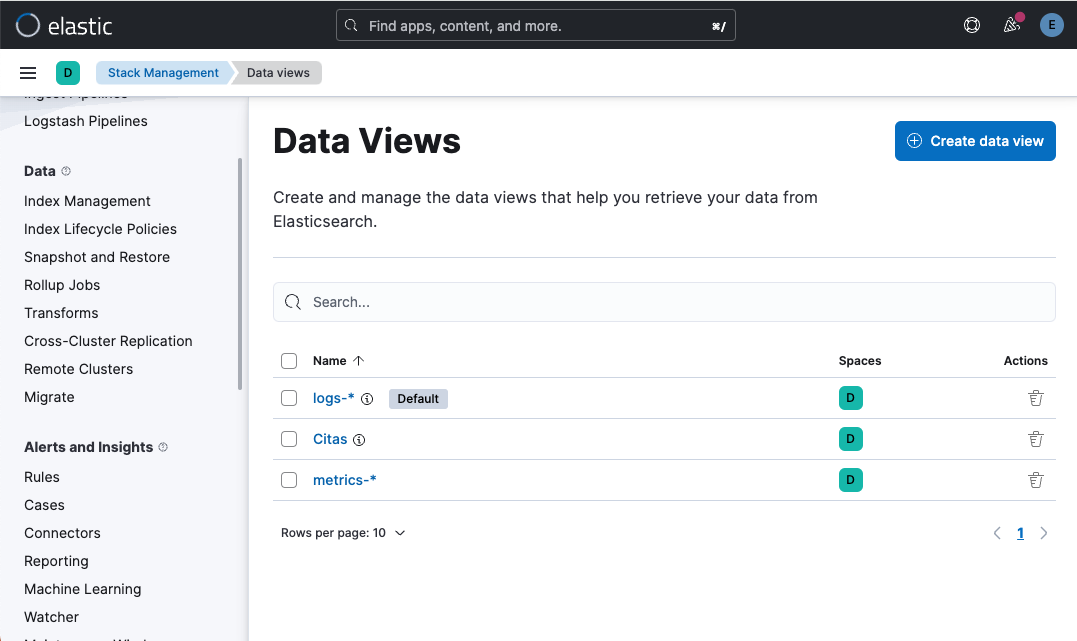 elastic
Find apps, content, and more.
⌘/
E
D
Stack Management
Data views
Ingest Pipelines
Logstash Pipelines
Data
Index Management
Index Lifecycle Policies
Snapshot and Restore
Rollup Jobs
Transforms
Cross-Cluster Replication
Remote Clusters
Migrate
Alerts and Insights
Rules
Cases
Connectors
Reporting
Machine Learning
Watcher
Data Views
Create data view
Create and manage the data views that help you retrieve your data from
Elasticsearch.
Search...
Name Spaces Actions
logs-* Default D
Citas D
metrics-* D
Rows per page: 10
1